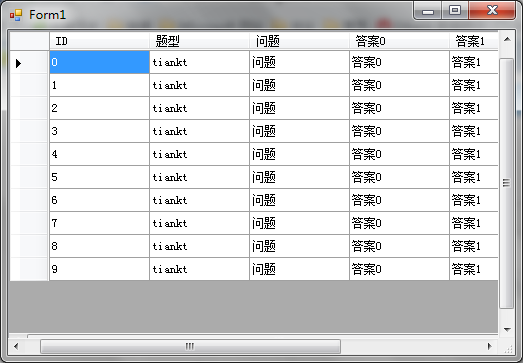 Form1
ID 题型 问题 答案0 答案1
0 tiankt 问题 答案0 答案1
1 tiankt 问题 答案0 答案1
2 tiankt 问题 答案0 答案1
3 tiankt 问题 答案0 答案1
4 tiankt 问题 答案0 答案1
5 tiankt 问题 答案0 答案1
6 tiankt 问题 答案0 答案1
7 tiankt 问题 答案0 答案1
8 tiankt 问题 答案0 答案1
9 tiankt 问题 答案0 答案1